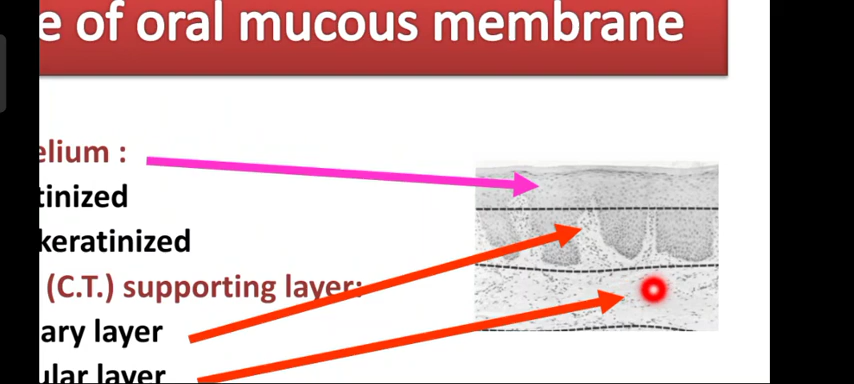 e of oral mucous membrane
elium :
tinized
keratinized
(C.T.) supporting layer:
ary layer
ular layer